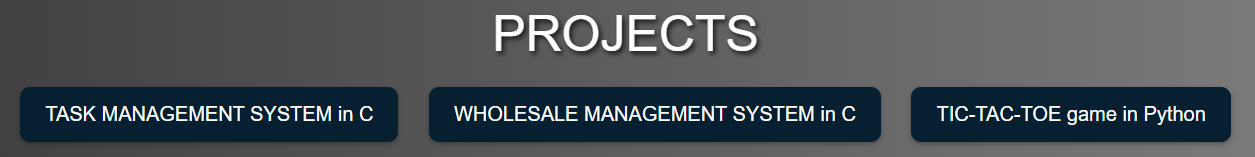 PROJECTS
TASK MANAGEMENT SYSTEM in C
WHOLESALE MANAGEMENT SYSTEM in C
TIC-TAC-TOE game in Python